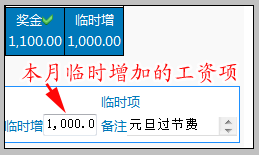 奖金 临时增
1,100.00 1,000.00
本月临时增加的工资项
临时项
临时增 1,000.0 备注 元旦过节费